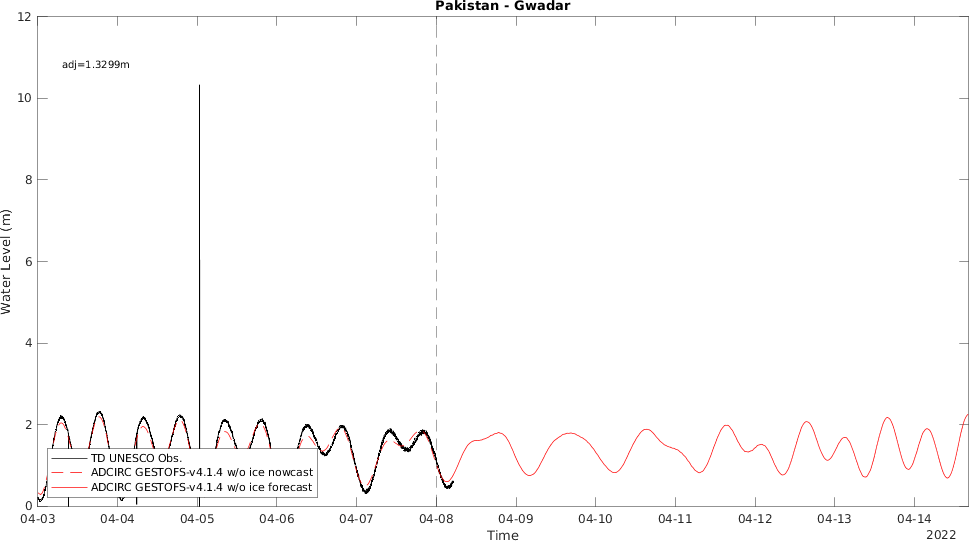 Pakistan - Gwadar
12
adj=1.3299m
10
8
6
4
2
0
Water Level (m)
TD UNESCO Obs.
ADCIRC GESTOFS-v4.1.4 w/o ice nowcast
ADCIRC GESTOFS-v4.1.4 w/o ice forecast
04-03 04-04 04-05 04-06 04-07 04-08 04-09 04-10 04-11 04-12 04-13 04-14
Time
2022